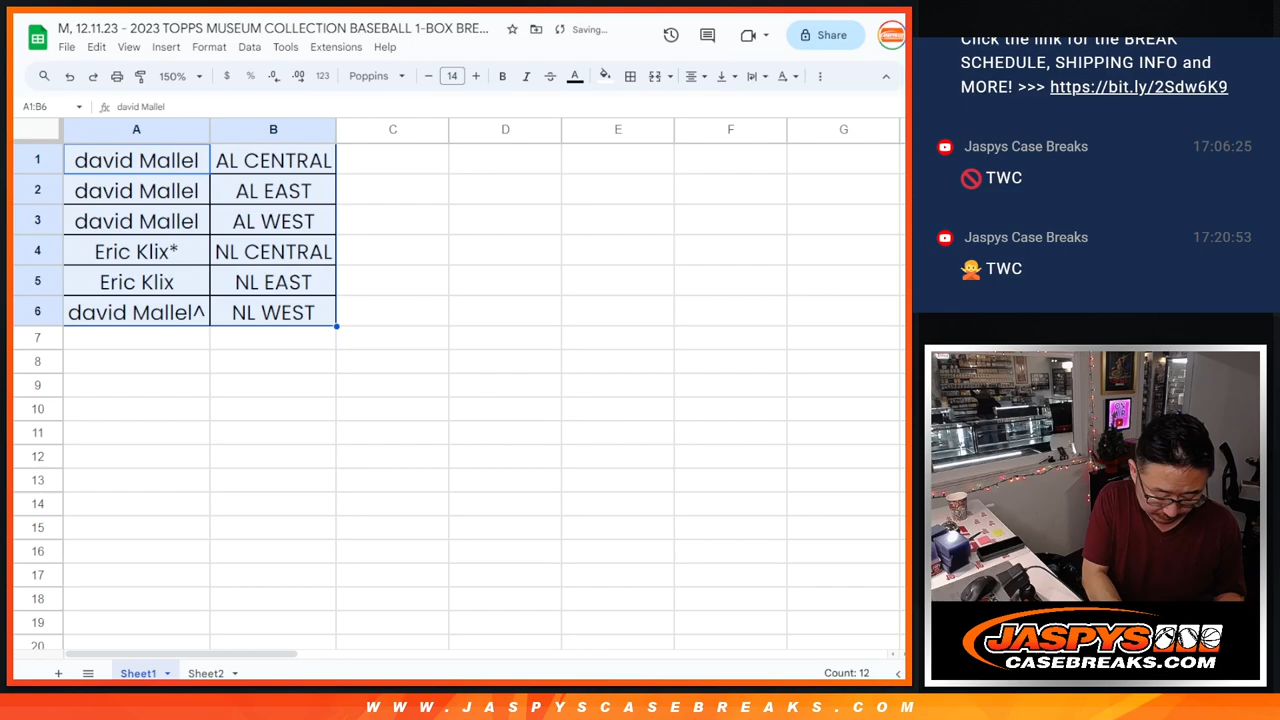 M, 12.11.23 - 2023 TOPPS MUSEUM COLLECTION BASEBALL 1-BOX BRE...
Saving...
Share
File Edit View Insert Format Data Tools Extensions Help
150% $ % .0 .00 123 Poppins 14 B I A
A1:B6 fx david Mallel
A B C D E F G
1 david Mallel AL CENTRAL
2 david Mallel AL EAST
3 david Mallel AL WEST
4 Eric Klix* NL CENTRAL
5 Eric Klix NL EAST
6 david Mallel^ NL WEST
7
8
9
10
11
12
13
14
15
16
17
18
19
20
Sheet1 Sheet2 Count: 12
Click the link for the BREAK
SCHEDULE, SHIPPING INFO and
MORE! >>> https://bit.ly/2Sdw6K9
Jaspys Case Breaks 17:06:25
🚫 TWC
Jaspys Case Breaks 17:20:53
🙅 TWC
JASPYS
CASEBREAKS.COM
WWW.JASPYSCASEBREAKS.COM